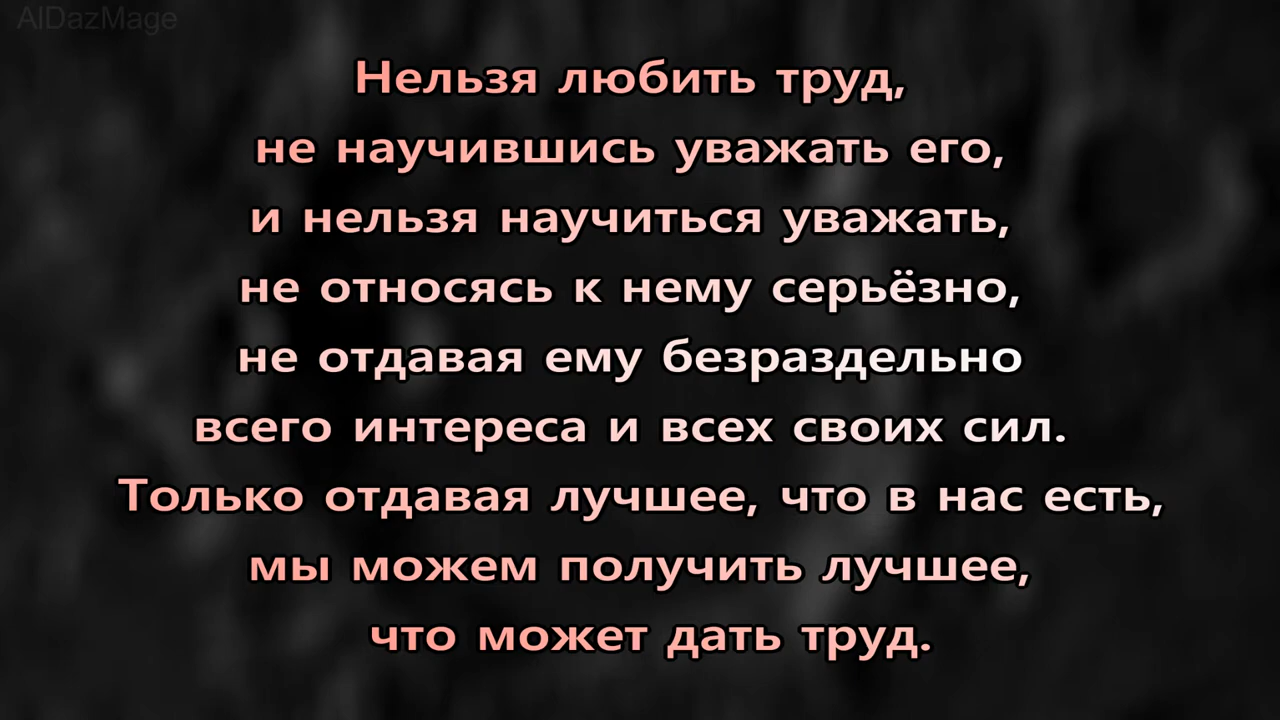 AlDazMage
Нельзя любить труд,
не научившись уважать его,
и нельзя научиться уважать,
не относясь к нему серьёзно,
не отдавая ему безраздельно
всего интереса и всех своих сил.
Только отдавая лучшее, что в нас есть,
мы можем получить лучшее,
что может дать труд.